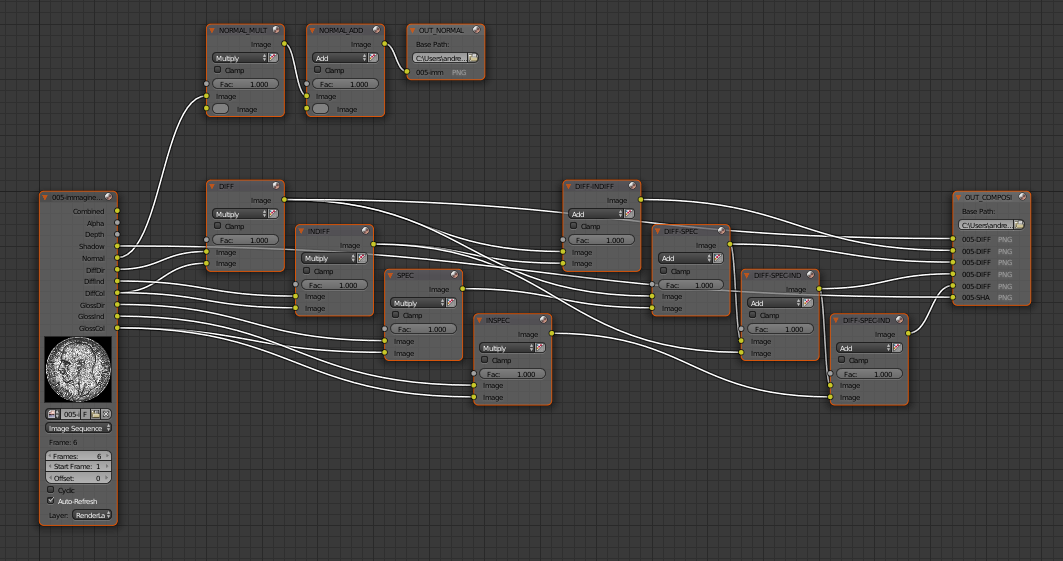 NORMAL_MULT
Image
Multiply
Clamp
Fac: 1.000
Image
Image
NORMAL_ADD
Image
Add
Clamp
Fac: 1.000
Image
Image
OUT_NORMAL
Base Path:
C:\Users\andre...
005-imm PNG
005-immagine...
Combined
Alpha
Depth
Shadow
Normal
DiffDir
DiffInd
DiffCol
GlossDir
GlossInd
GlossCol
005-i F
Image Sequence
Frame: 6
Frames: 6
Start Frame: 1
Offset: 0
Cyclic
Auto-Refresh
Layer: RenderLa
DIFF
Image
Multiply
Clamp
Fac: 1.000
Image
Image
INDIFF
Image
Multiply
Clamp
Fac: 1.000
Image
Image
SPEC
Image
Multiply
Clamp
Fac: 1.000
Image
Image
INSPEC
Image
Multiply
Clamp
Fac: 1.000
Image
Image
DIFF-INDIFF
Image
Add
Clamp
Fac: 1.000
Image
Image
DIFF-SPEC
Image
Add
Clamp
Fac: 1.000
Image
Image
DIFF-SPEC-IND
Image
Add
Clamp
Fac: 1.000
Image
Image
DIFF-SPEC-IND
Image
Add
Clamp
Fac: 1.000
Image
Image
OUT_COMPOSI
Base Path:
C:\Users\andre...
005-DIFF PNG
005-DIFF PNG
005-DIFF PNG
005-DIFF PNG
005-DIFF PNG
005-SHA PNG